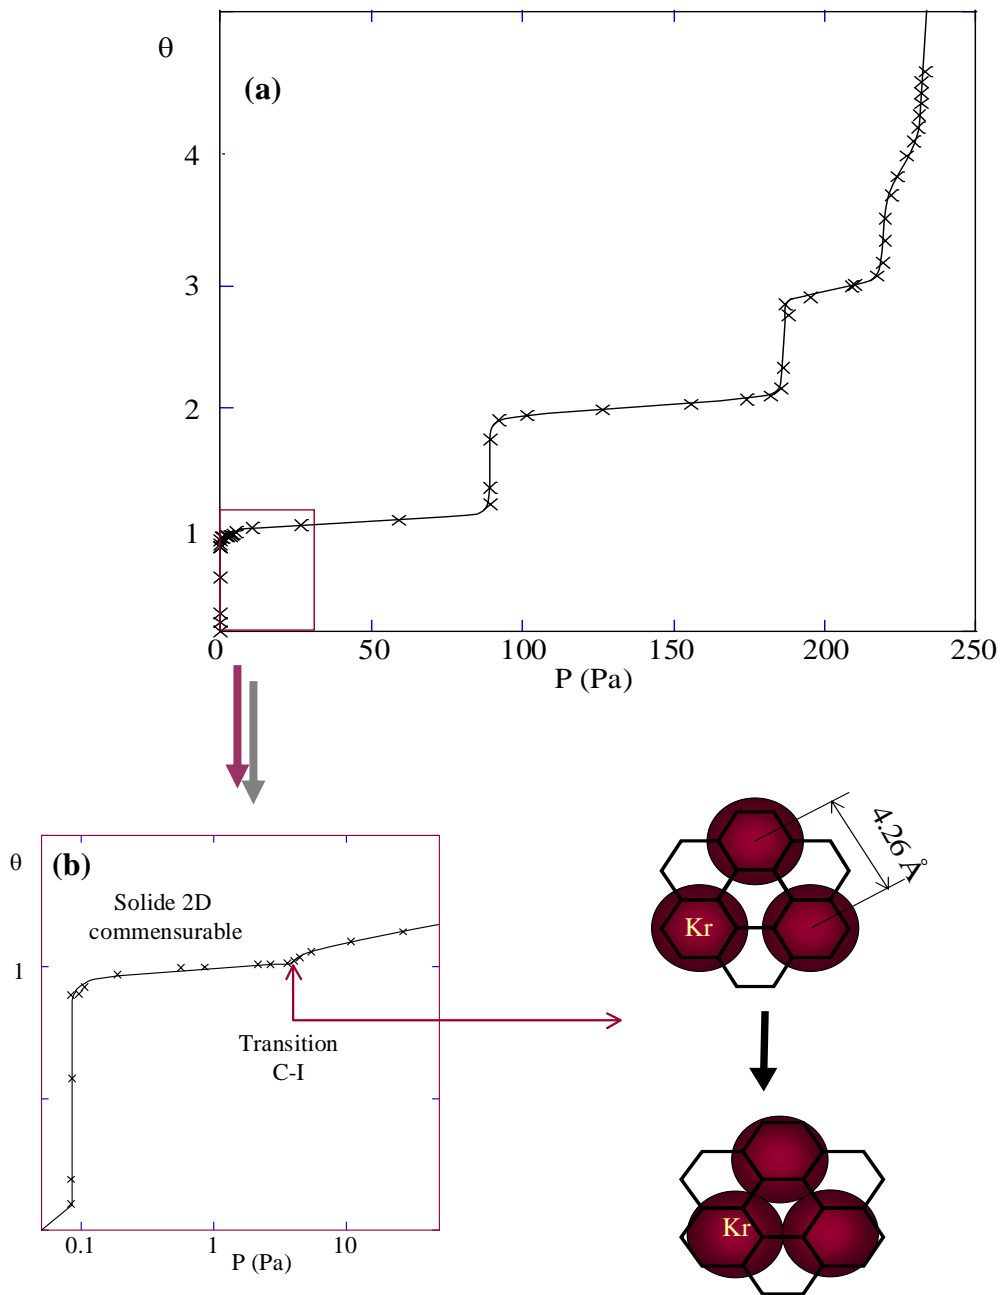 θ
(a)
4
3
2
1
0 50 100 150 200 250
P (Pa)
4.26 Å
θ
(b)
Solide 2D
commensurable
1
Kr
Transition
C-I
0.1 1 10
P (Pa)
Kr